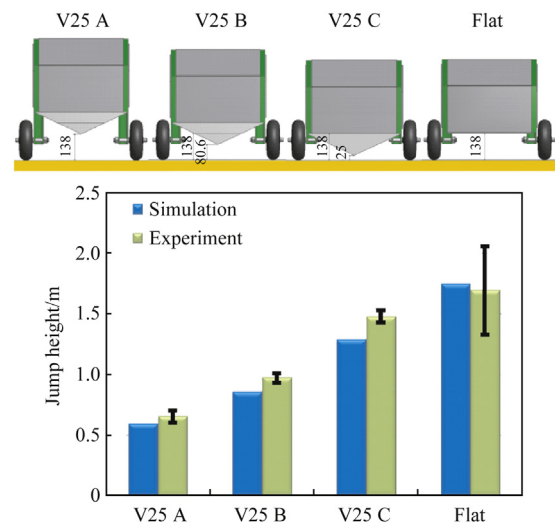 V25 A V25 B V25 C Flat
138 138 80.6 138 25 138
2.5
Simulation
Experiment
2.0
1.5
1.0
0.5
0
Jump height/m
V25 A V25 B V25 C Flat